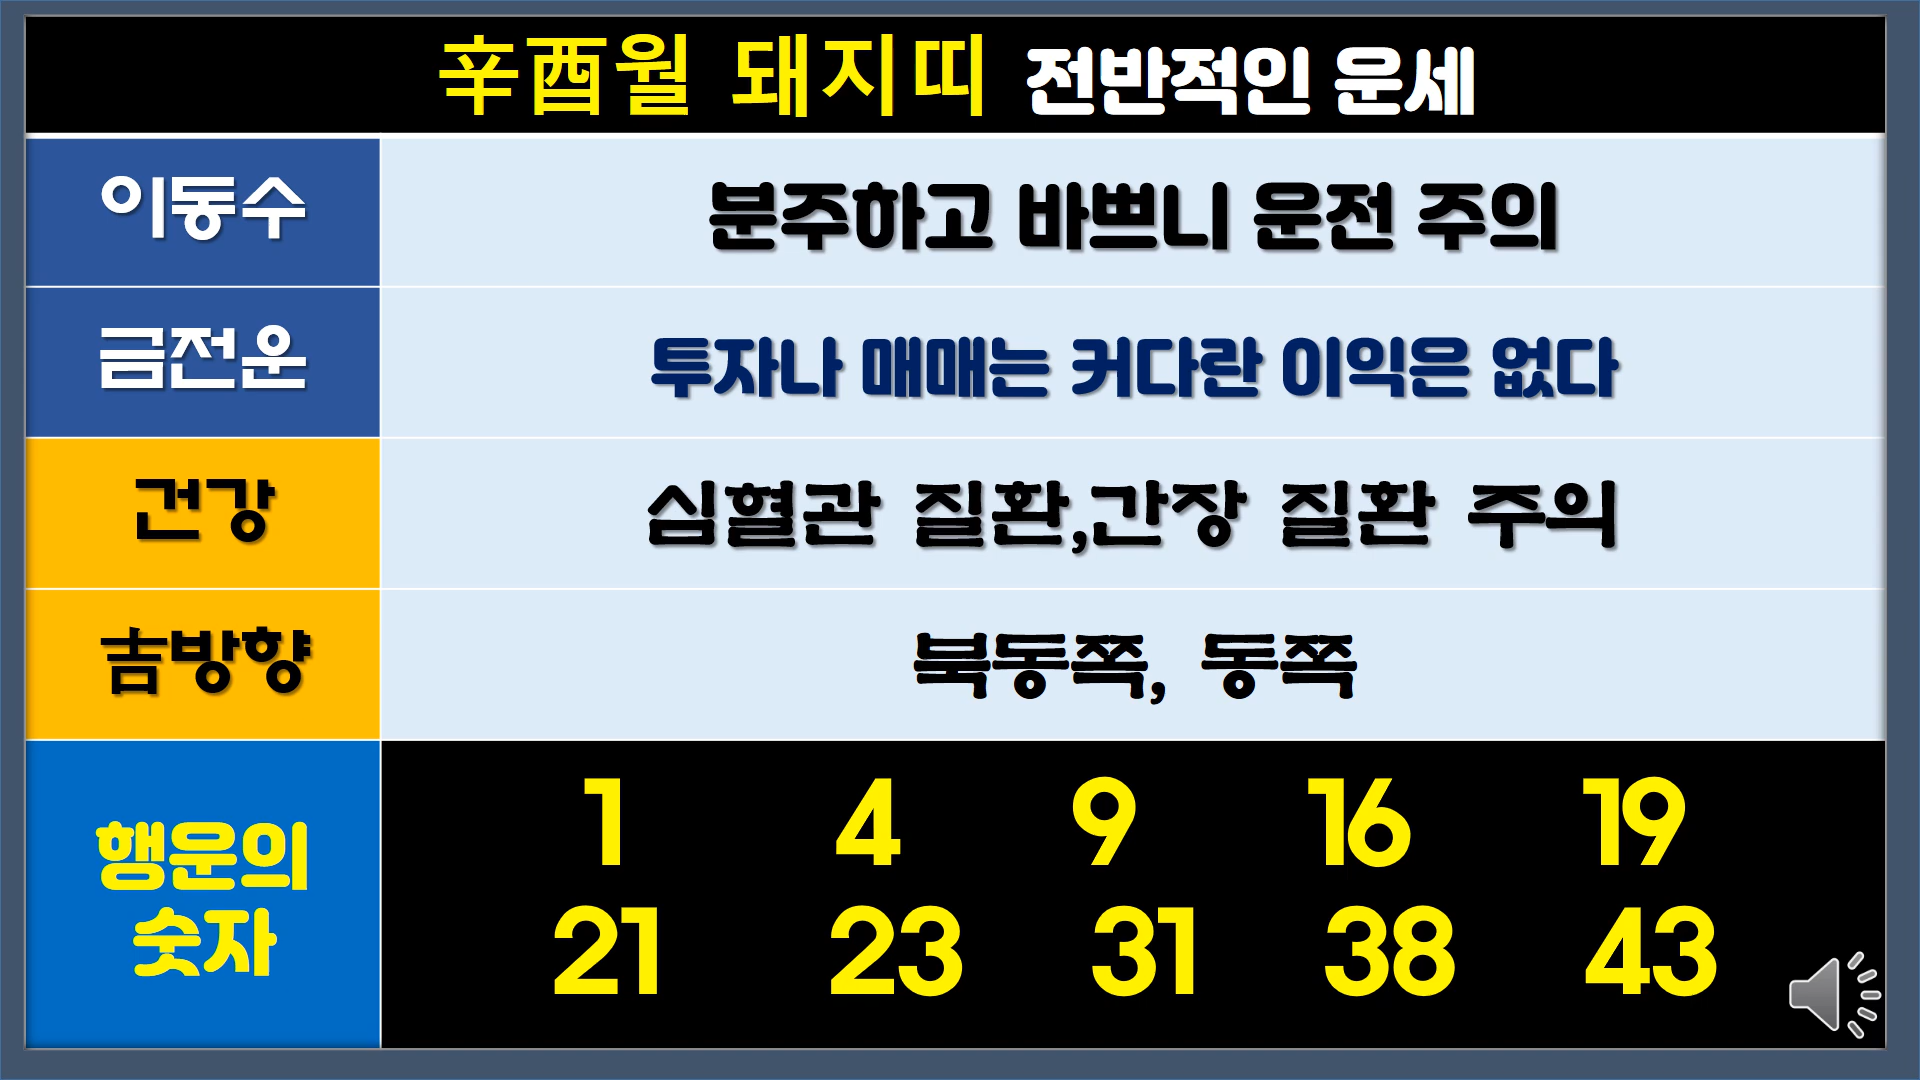 辛酉월 돼지띠 전반적인 운세
이동수
분주하고 바쁘니 운전 주의
금전운
투자나 매매는 커다란 이익은 없다
건강
심혈관 질환,간장 질환 주의
吉방향
북동쪽, 동쪽
행운의
숫자
1 4 9 16 19
21 23 31 38 43